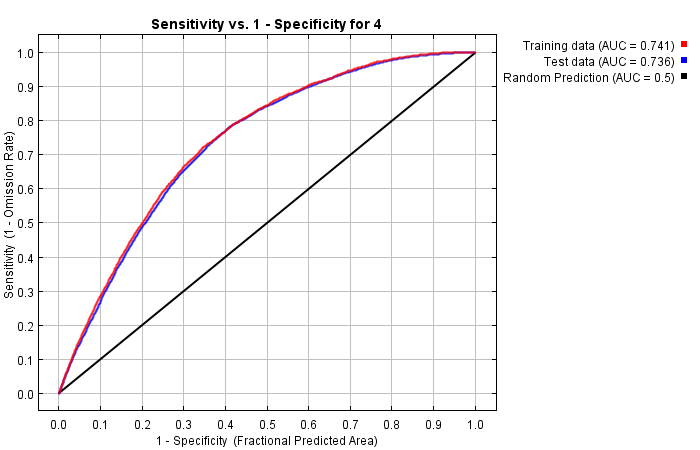 Sensitivity vs. 1 - Specificity for 4
Training data (AUC = 0.741)
Test data (AUC = 0.736)
Random Prediction (AUC = 0.5)
Sensitivity (1 - Omission Rate)
1.0
0.9
0.8
0.7
0.6
0.5
0.4
0.3
0.2
0.1
0.0
0.0 0.1 0.2 0.3 0.4 0.5 0.6 0.7 0.8 0.9 1.0
1 - Specificity (Fractional Predicted Area)